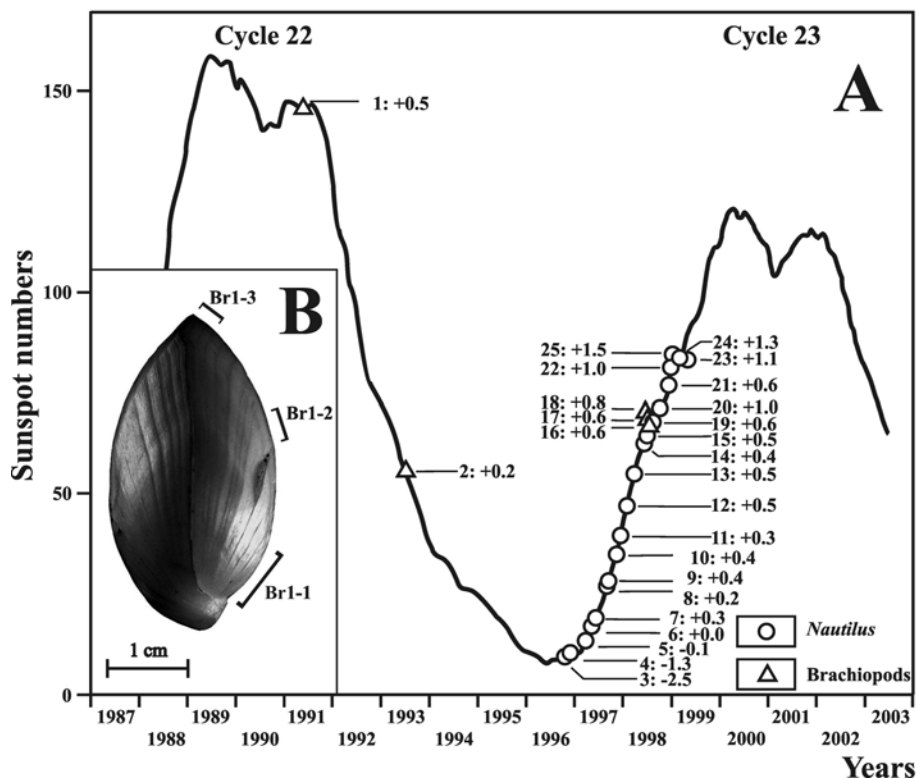 Cycle 22
Cycle 23
A
150
100
50
0
Sunspot numbers
1: +0.5
2: +0.2
25: +1.5
22: +1.0
18: +0.8
17: +0.6
16: +0.6
24: +1.3
23: +1.1
21: +0.6
20: +1.0
19: +0.6
15: +0.5
14: +0.4
13: +0.5
12: +0.5
11: +0.3
10: +0.4
9: +0.4
8: +0.2
7: +0.3
6: +0.0
5: -0.1
4: -1.3
3: -2.5
Nautilus
Brachiopods
B
Br1-3
Br1-2
Br1-1
1 cm
1987 1989 1991 1993 1995 1997 1999 2001 2003
1988 1990 1992 1994 1996 1998 2000 2002
Years